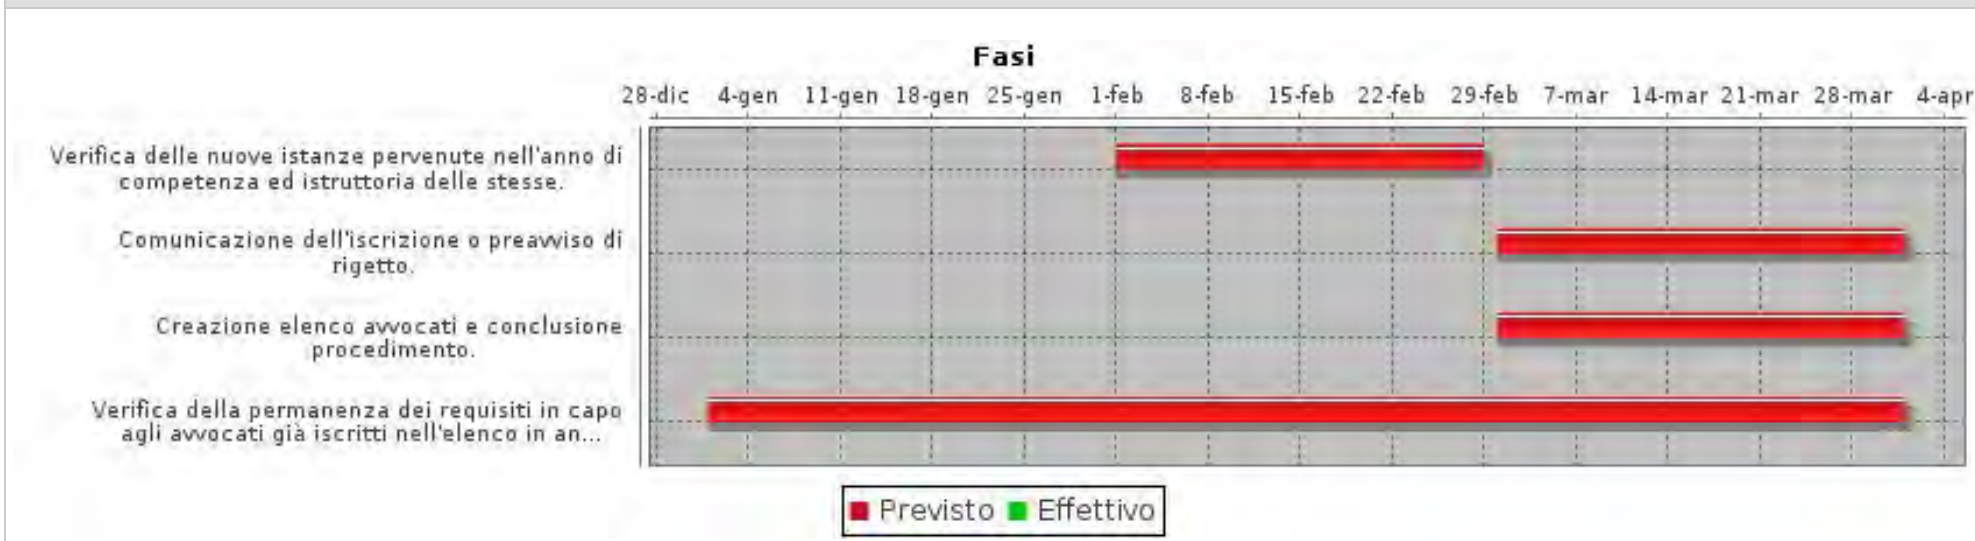 Fasi
28-dic 4-gen 11-gen 18-gen 25-gen 1-feb 8-feb 15-feb 22-feb 29-feb 7-mar 14-mar 21-mar 28-mar 4-apr
Verifica delle nuove istanze pervenute nell'anno di
competenza ed istruttoria delle stesse.
Comunicazione dell'iscrizione o preavviso di
rigetto.
Creazione elenco avvocati e conclusione
procedimento.
Verifica della permanenza dei requisiti in capo
agli avvocati già iscritti nell'elenco in an...
Previsto Effettivo